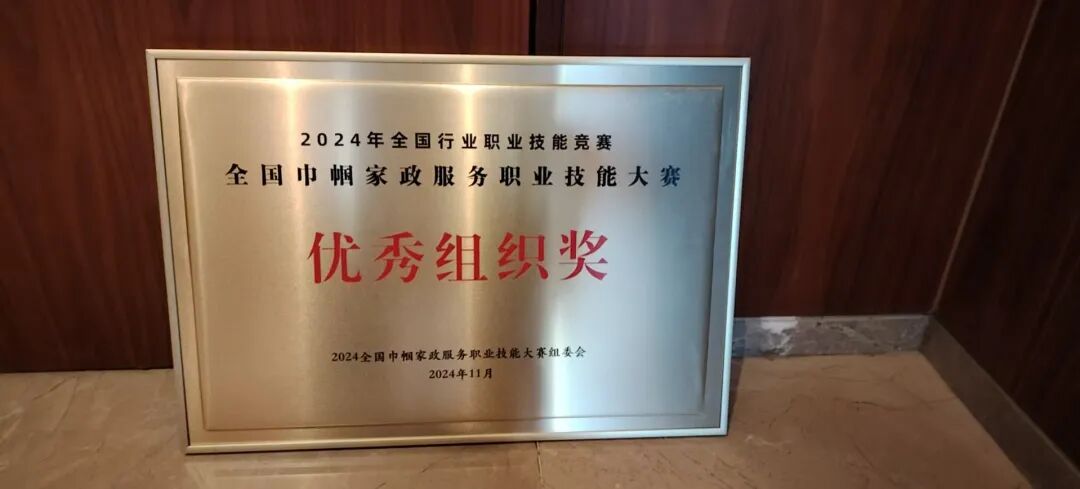 2024年全国行业职业技能竞赛
全国巾帼家政服务职业技能大赛
优秀组织奖
2024全国巾帼家政服务职业技能大赛组委会
2024年11月